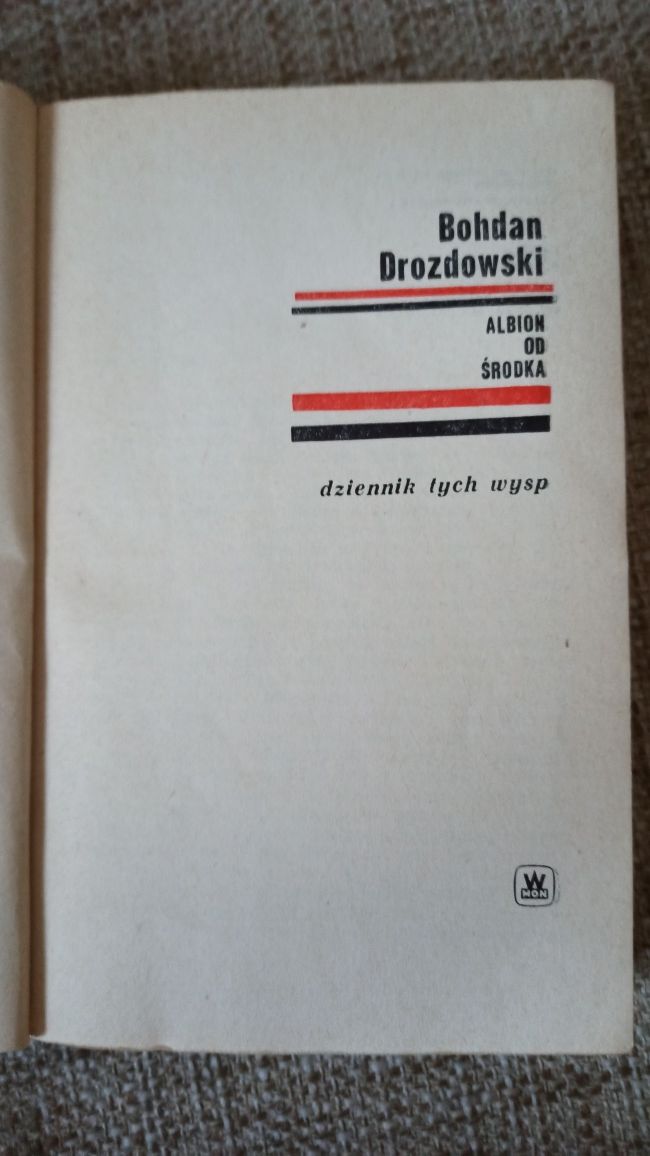 Bohdan
Drozdowski
ALBION
OD
ŚRODKA
dziennik tych wysp
W
MON